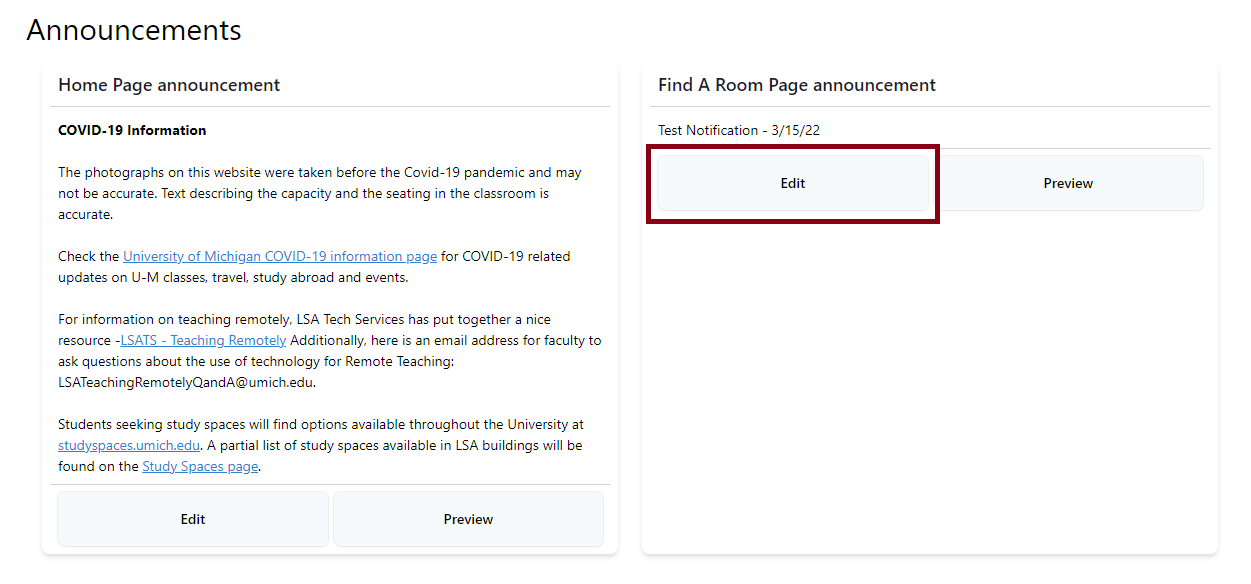 Announcements
Home Page announcement
COVID-19 Information
The photographs on this website were taken before the Covid-19 pandemic and may
not be accurate. Text describing the capacity and the seating in the classroom is
accurate.
Check the University of Michigan COVID-19 information page for COVID-19 related
updates on U-M classes, travel, study abroad and events.
For information on teaching remotely, LSA Tech Services has put together a nice
resource -LSATS - Teaching Remotely Additionally, here is an email address for faculty to
ask questions about the use of technology for Remote Teaching:
LSATeachingRemotelyQandA@umich.edu.
Students seeking study spaces will find options available throughout the University at
studyspaces.umich.edu. A partial list of study spaces available in LSA buildings will be
found on the Study Spaces page.
Edit
Preview
Find A Room Page announcement
Test Notification - 3/15/22
Edit
Preview